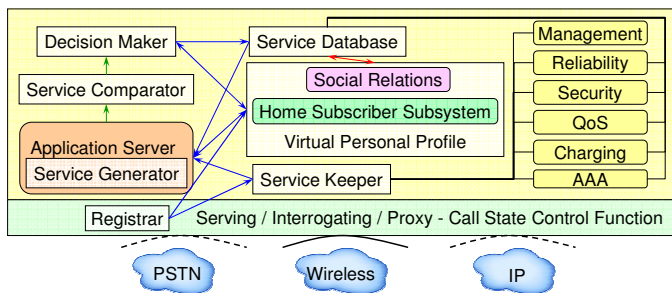 Decision Maker
Service Database
Management
Service Comparator
Social Relations
Reliability
Home Subscriber Subsystem
Security
Application Server
Virtual Personal Profile
QoS
Service Generator
Service Keeper
Charging
AAA
Registrar
Serving / Interrogating / Proxy - Call State Control Function
PSTN
Wireless
IP